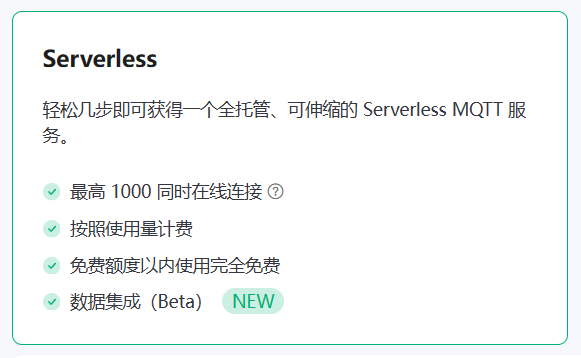 Serverless
轻松几步即可获得一个全托管、可伸缩的 Serverless MQTT 服
务。
最高 1000 同时在线连接 ?
按照使用量计费
免费额度以内使用完全免费
数据集成（Beta） NEW